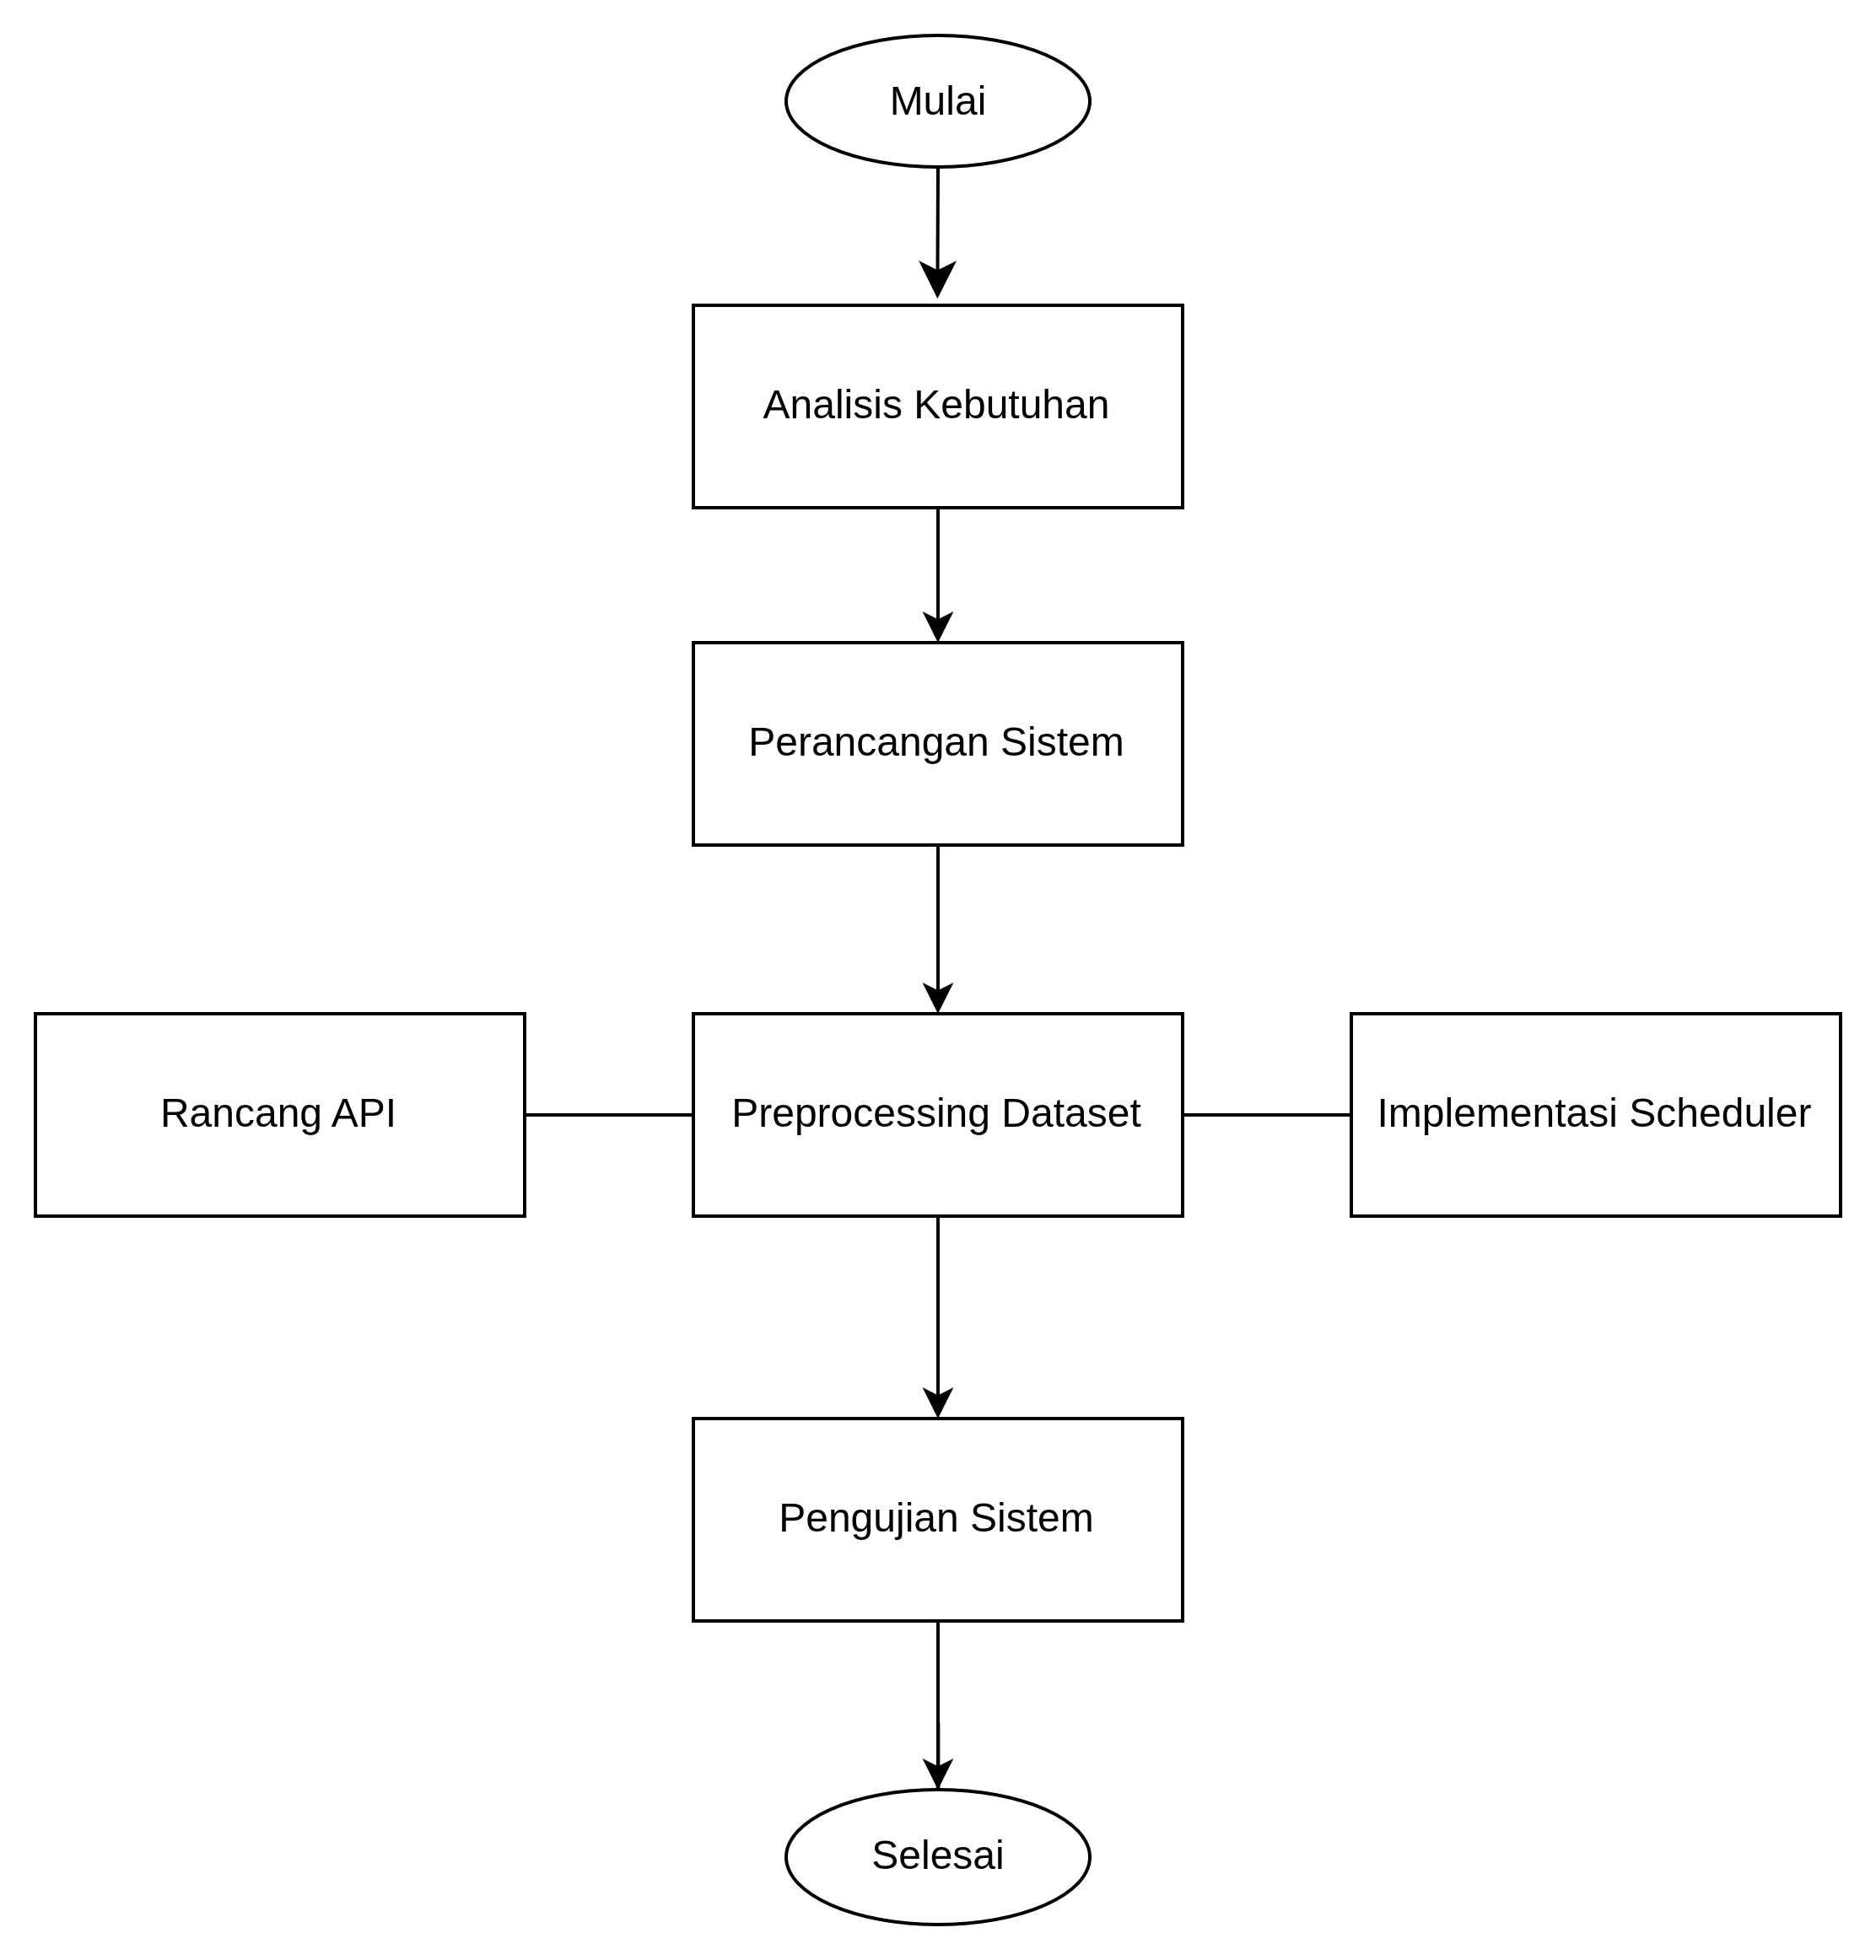 Mulai
Analisis Kebutuhan
Perancangan Sistem
Rancang API
Preprocessing Dataset
Implementasi Scheduler
Pengujian Sistem
Selesai